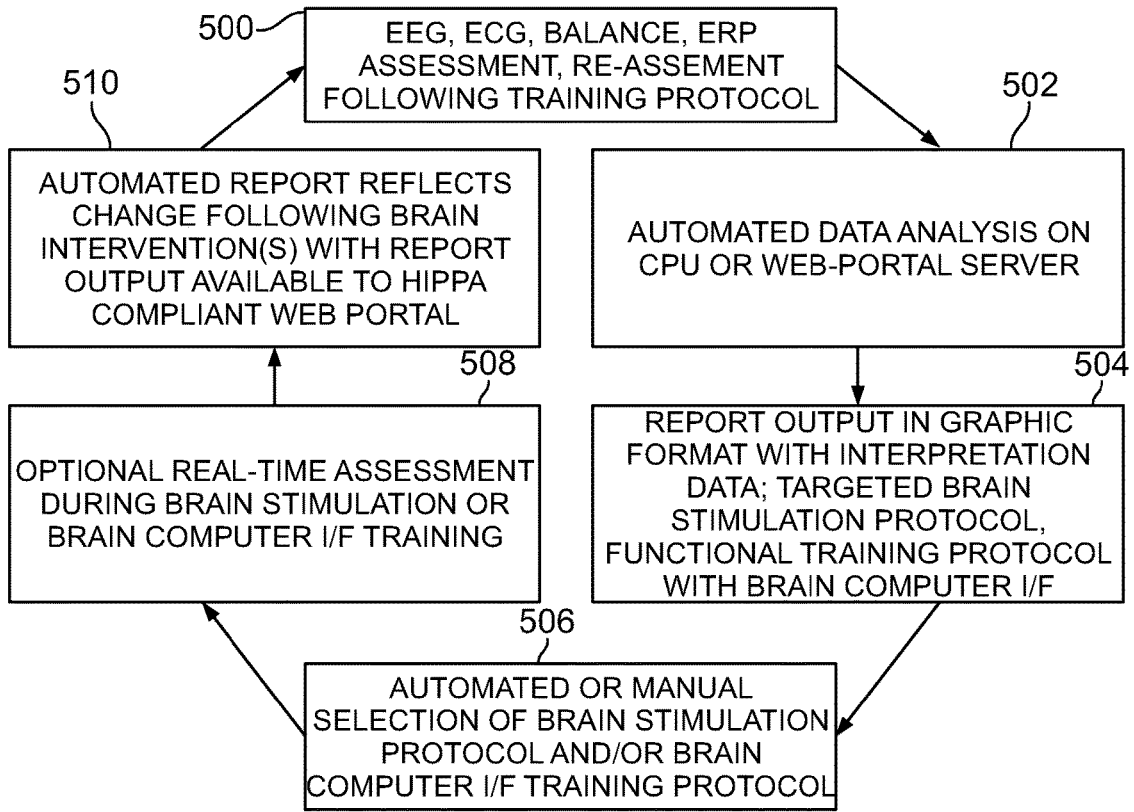 500
EEG, ECG, BALANCE, ERP
ASSESSMENT, RE-ASSEMENT
FOLLOWING TRAINING PROTOCOL
502
AUTOMATED DATA ANALYSIS ON
CPU OR WEB-PORTAL SERVER
504
REPORT OUTPUT IN GRAPHIC
FORMAT WITH INTERPRETATION
DATA; TARGETED BRAIN
STIMULATION PROTOCOL,
FUNCTIONAL TRAINING PROTOCOL
WITH BRAIN COMPUTER I/F
506
AUTOMATED OR MANUAL
SELECTION OF BRAIN STIMULATION
PROTOCOL AND/OR BRAIN
COMPUTER I/F TRAINING PROTOCOL
508
OPTIONAL REAL-TIME ASSESSMENT
DURING BRAIN STIMULATION OR
BRAIN COMPUTER I/F TRAINING
510
AUTOMATED REPORT REFLECTS
CHANGE FOLLOWING BRAIN
INTERVENTION(S) WITH REPORT
OUTPUT AVAILABLE TO HIPPA
COMPLIANT WEB PORTAL